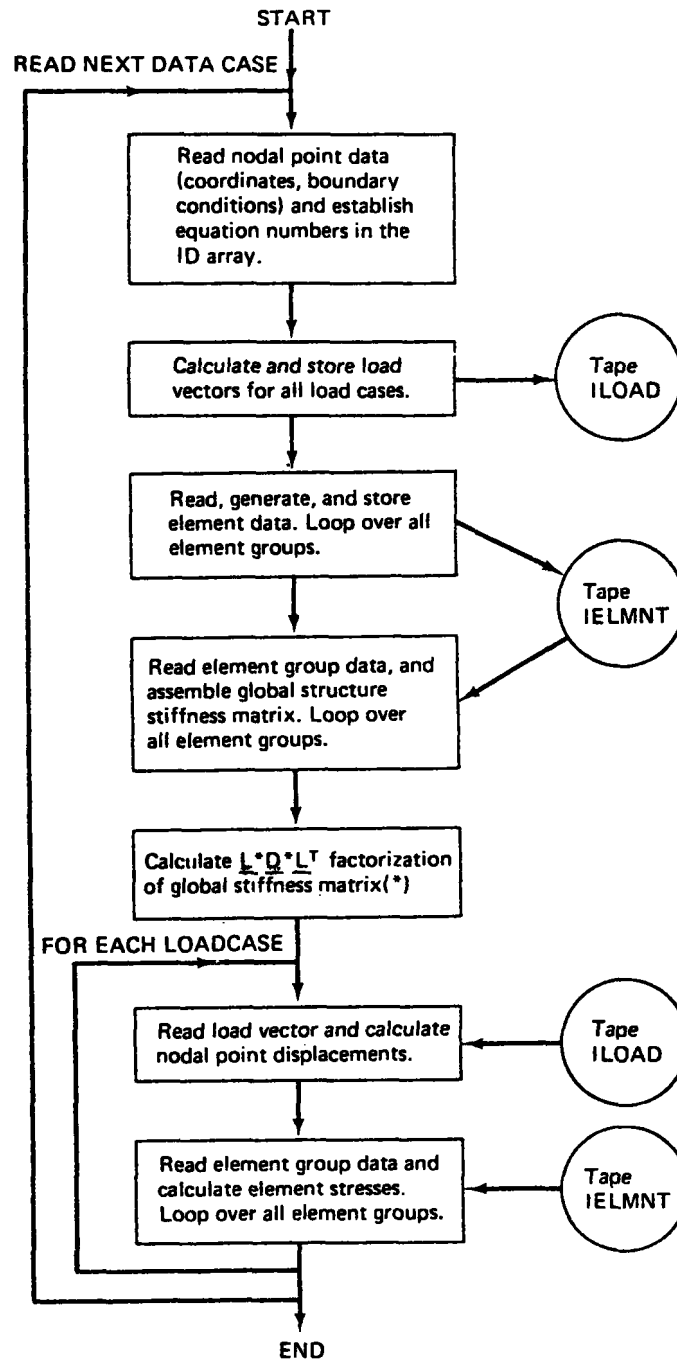 START
READ NEXT DATA CASE
Read nodal point data
(coordinates, boundary
conditions) and establish
equation numbers in the
ID array.
Calculate and store load
vectors for all load cases.
Tape
ILOAD
Read, generate, and store
element data. Loop over all
element groups.
Tape
IELMNT
Read element group data, and
assemble global structure
stiffness matrix. Loop over
all element groups.
Calculate L*D*Lᵀ factorization
of global stiffness matrix(*)
FOR EACH LOADCASE
Read load vector and calculate
nodal point displacements.
Tape
ILOAD
Read element group data and
calculate element stresses.
Loop over all element groups.
Tape
IELMNT
END